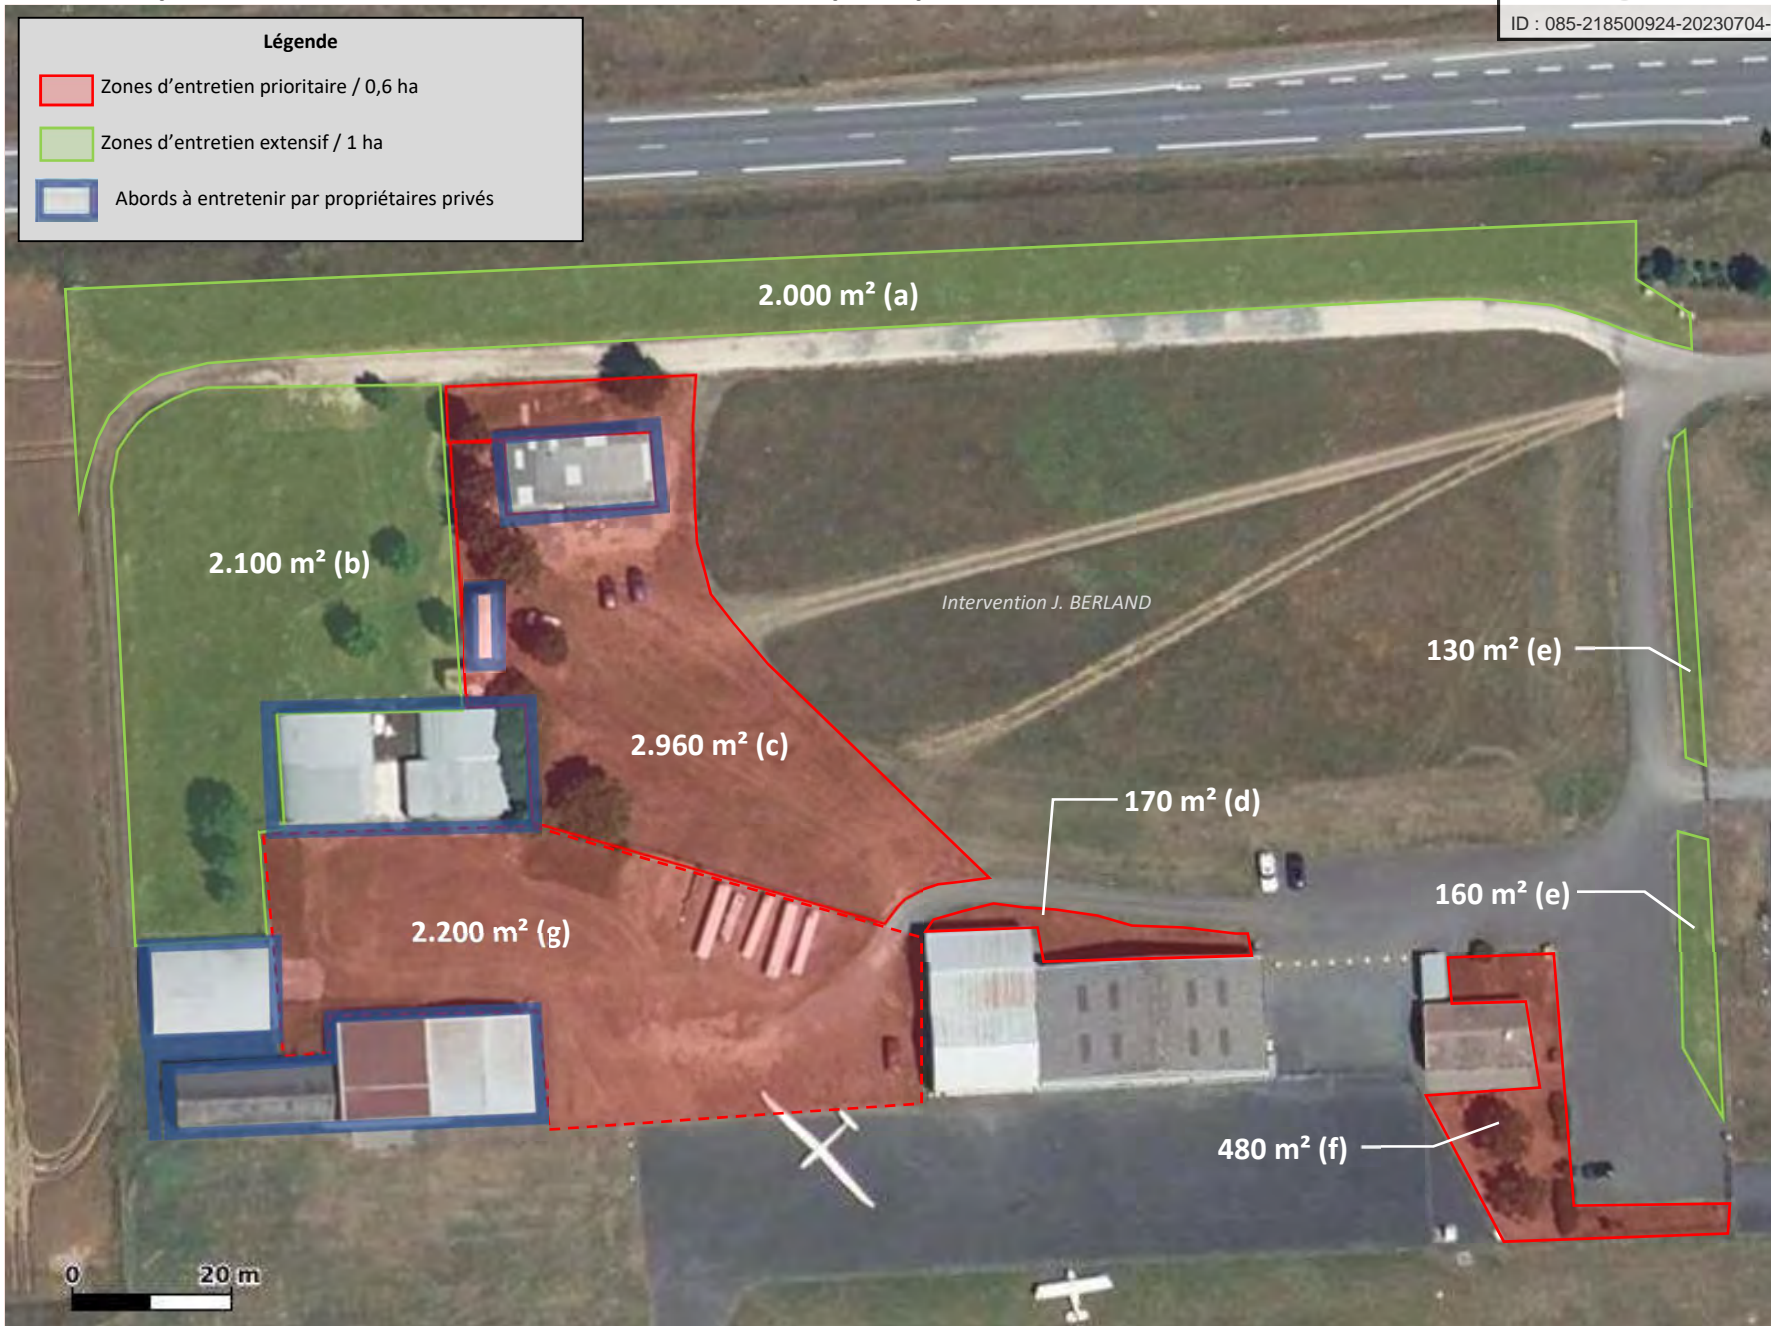 ID : 085-218500924-20230704-
Légende
Zones d’entretien prioritaire / 0,6 ha
Zones d’entretien extensif / 1 ha
Abords à entretenir par propriétaires privés
2.000 m² (a)
2.100 m² (b)
Intervention J. BERLAND
130 m² (e)
2.960 m² (c)
170 m² (d)
160 m² (e)
2.200 m² (g)
480 m² (f)
0 20 m